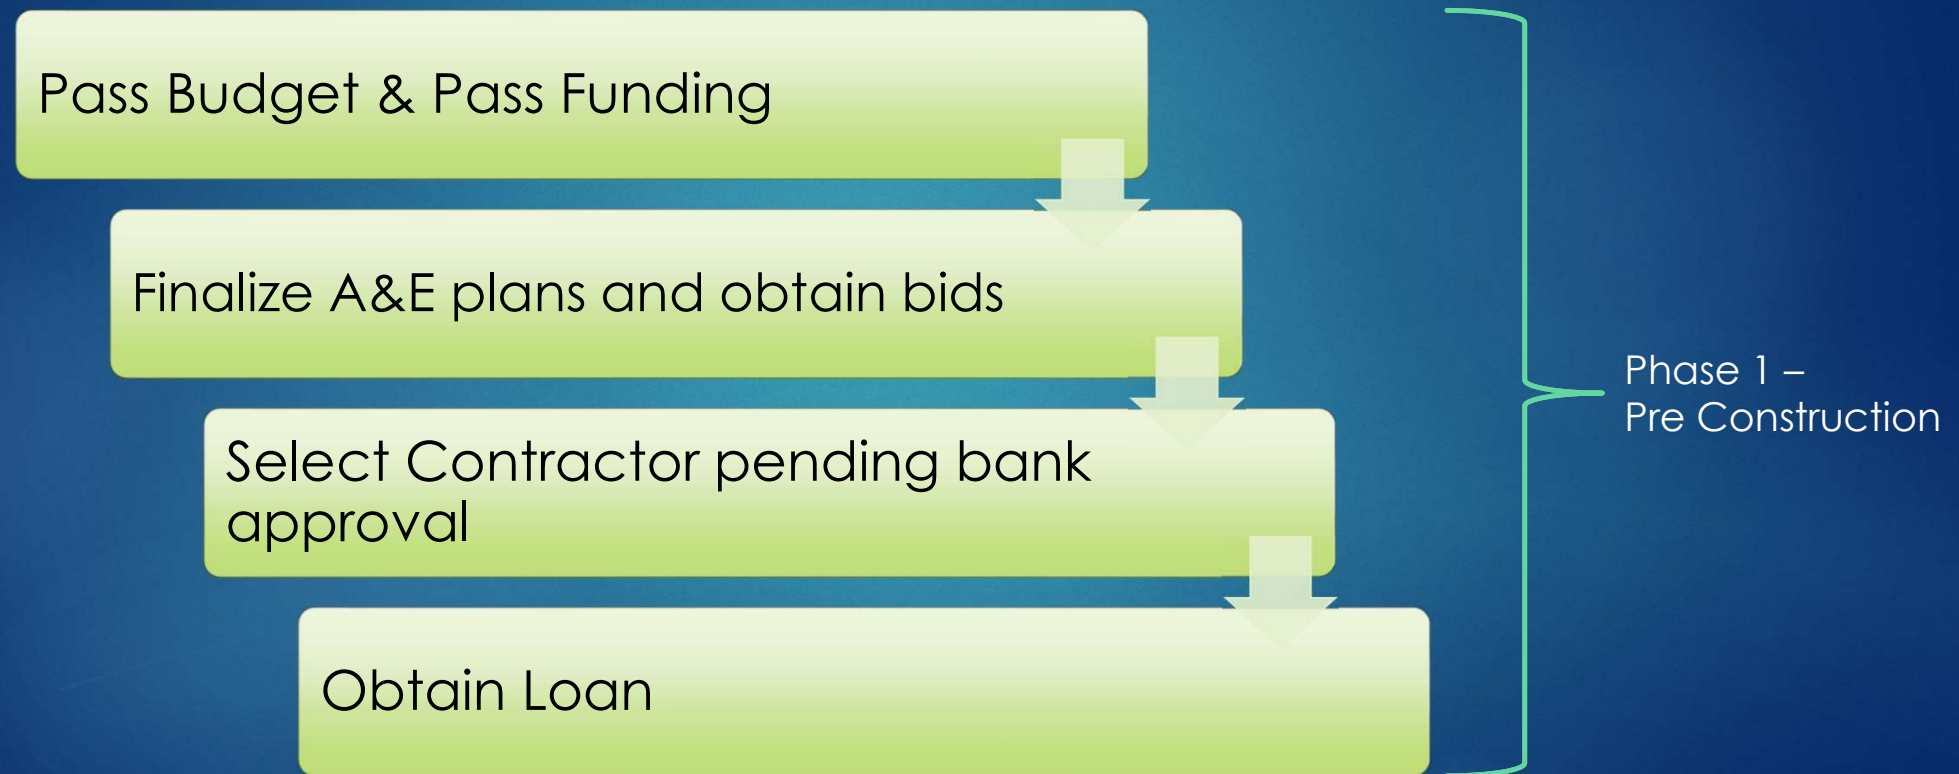 Pass Budget & Pass Funding
Finalize A&E plans and obtain bids
Select Contractor pending bank
approval
Obtain Loan
Phase 1 –
Pre Construction